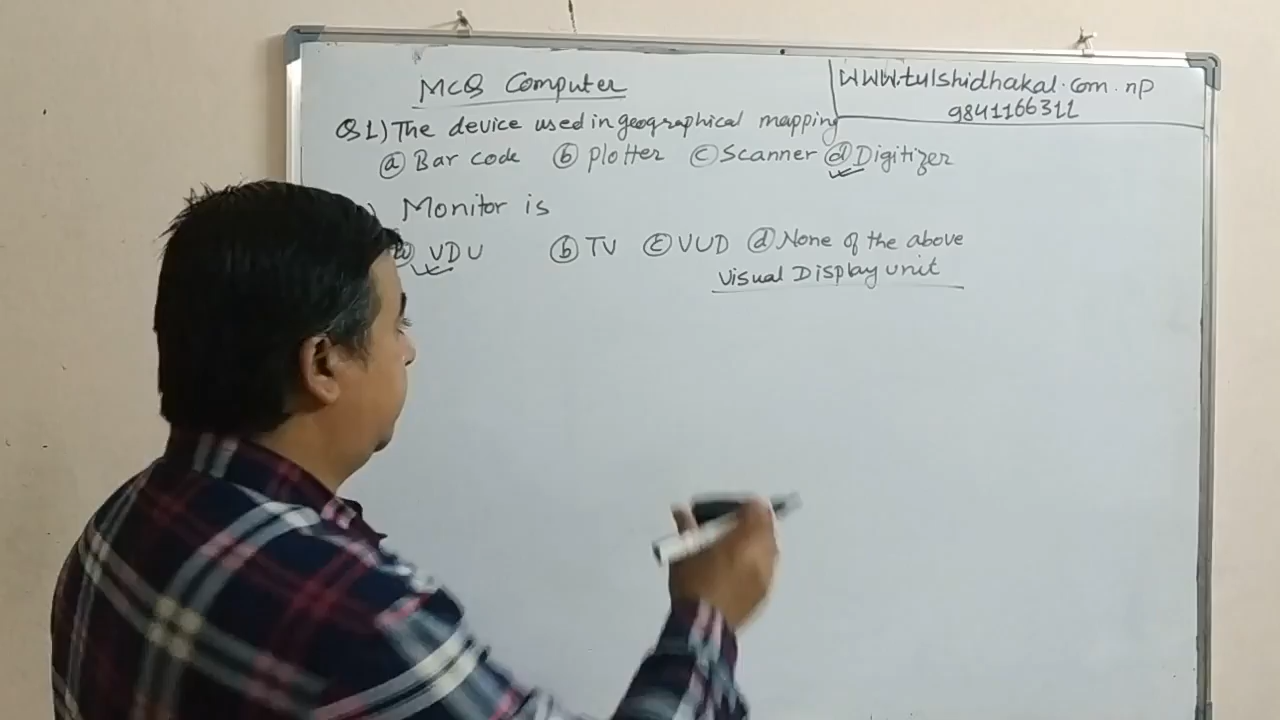 MCQ Computer
www.tulshidhakal.com.np
9841166311
Q1) The device used in geographical mapping
ⓐ Bar code ⓑ plotter ⓒ Scanner ⓓ Digitizer
) Monitor is
ⓐ VDU ⓑ TV ⓒ VUD ⓓ None of the above
Visual Display unit